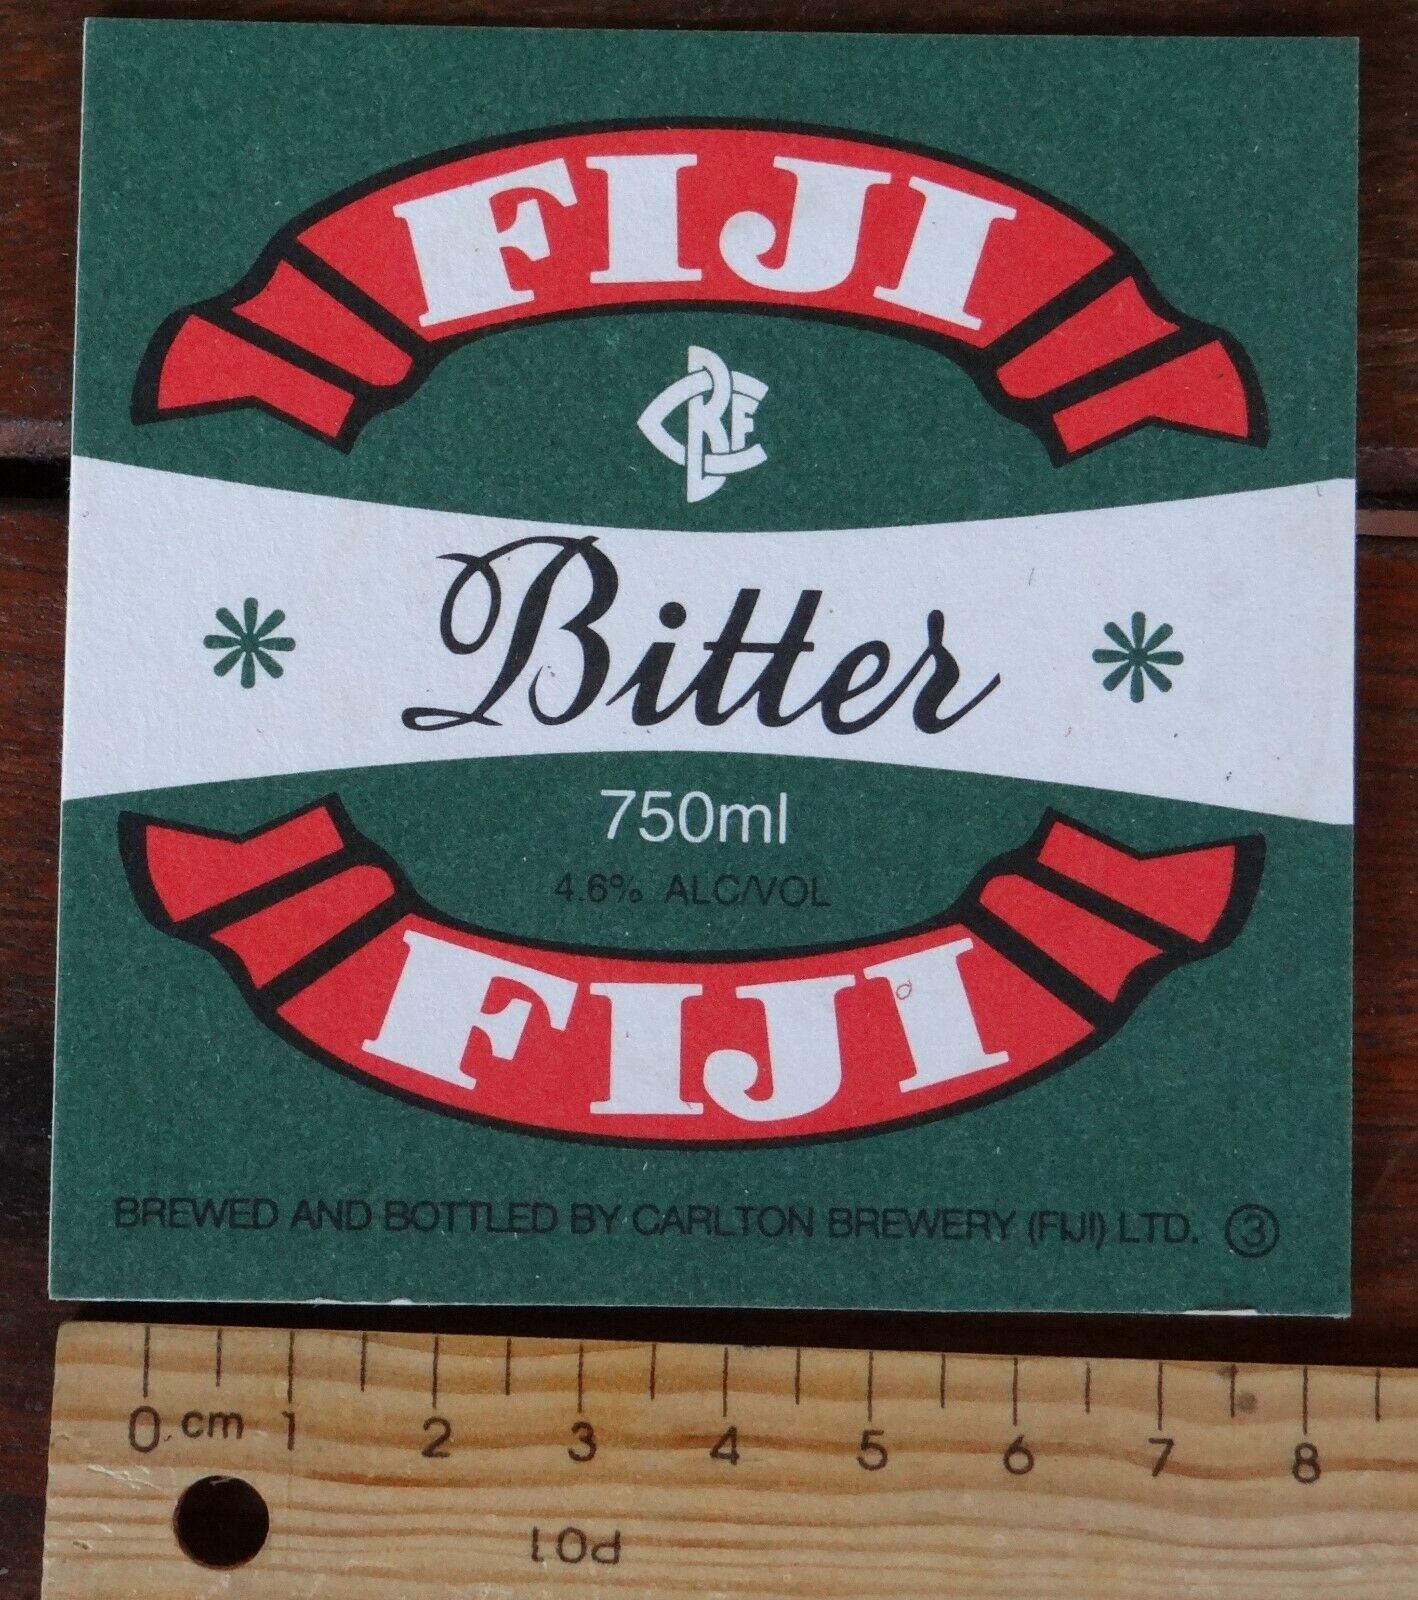 FIJI
Bitter
750ml
4.6% ALC/VOL
FIJI
BREWED AND BOTTLED BY CARLTON BREWERY (FIJI) LTD. ③
0 cm 1 2 3 4 5 6 7 8
P01